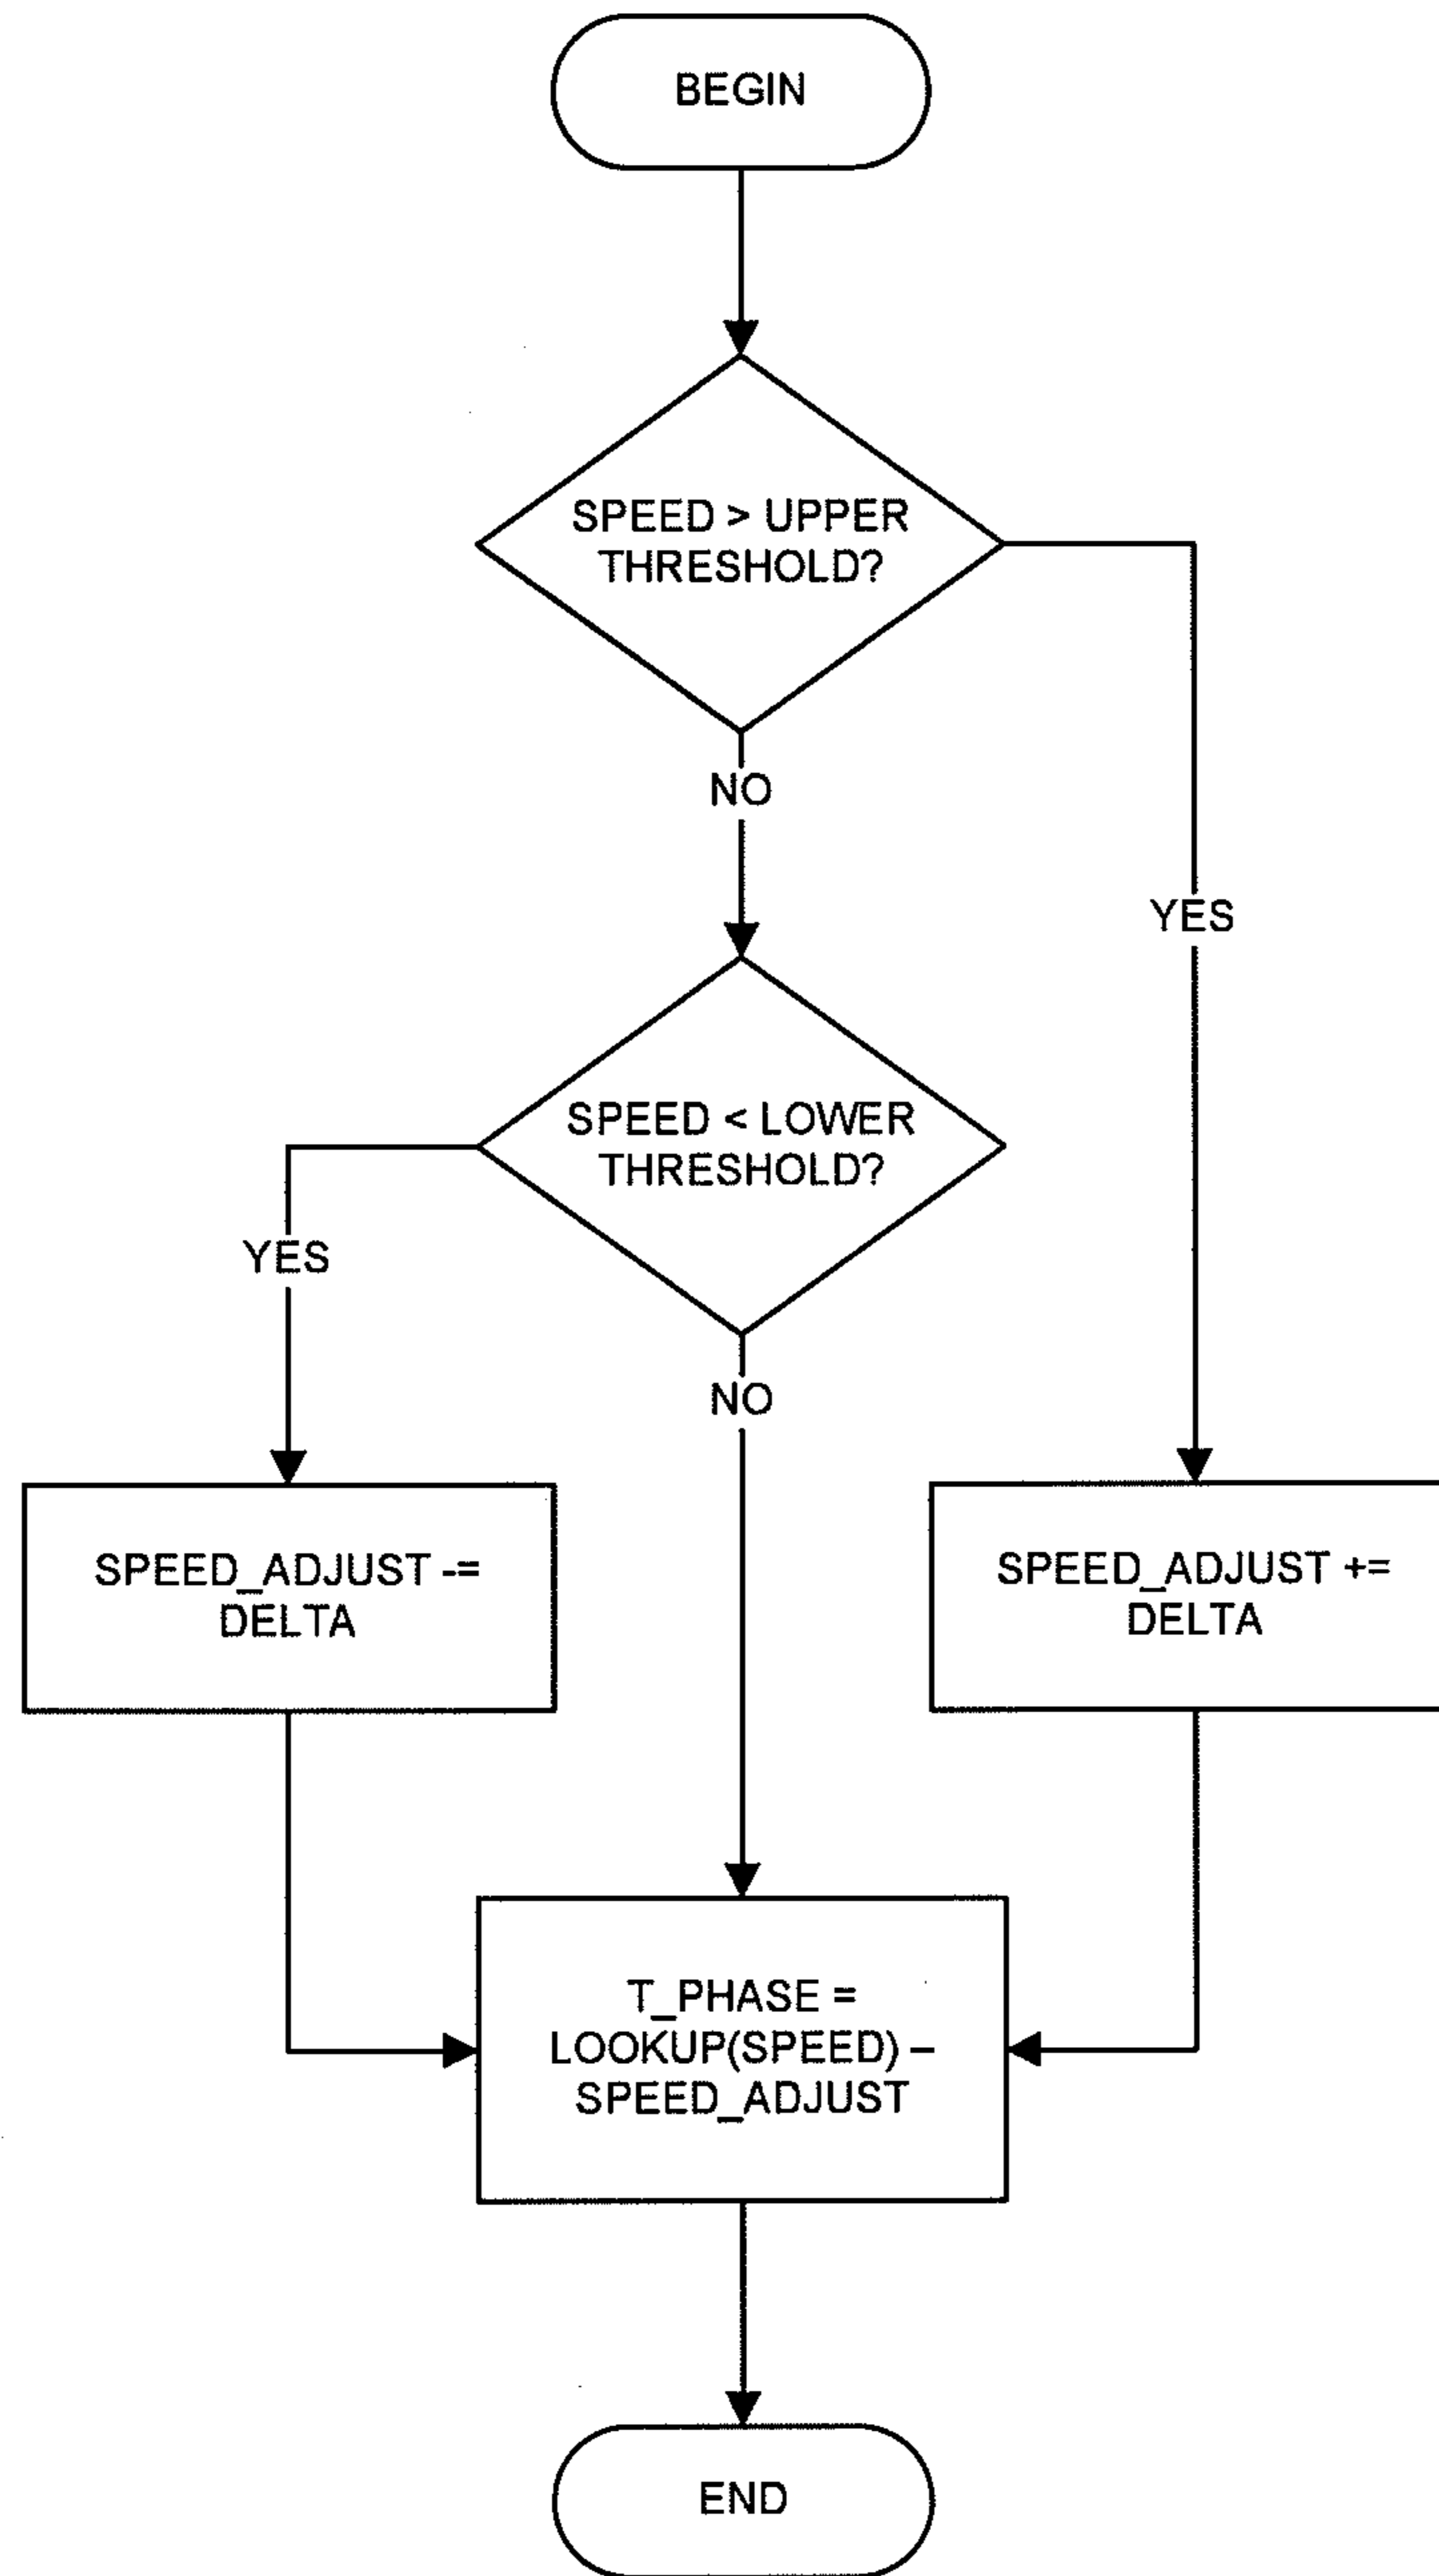 BEGIN
SPEED > UPPER
THRESHOLD?
NO
YES
SPEED < LOWER
THRESHOLD?
YES
NO
SPEED_ADJUST -=
DELTA
SPEED_ADJUST +=
DELTA
T_PHASE =
LOOKUP(SPEED) –
SPEED_ADJUST
END